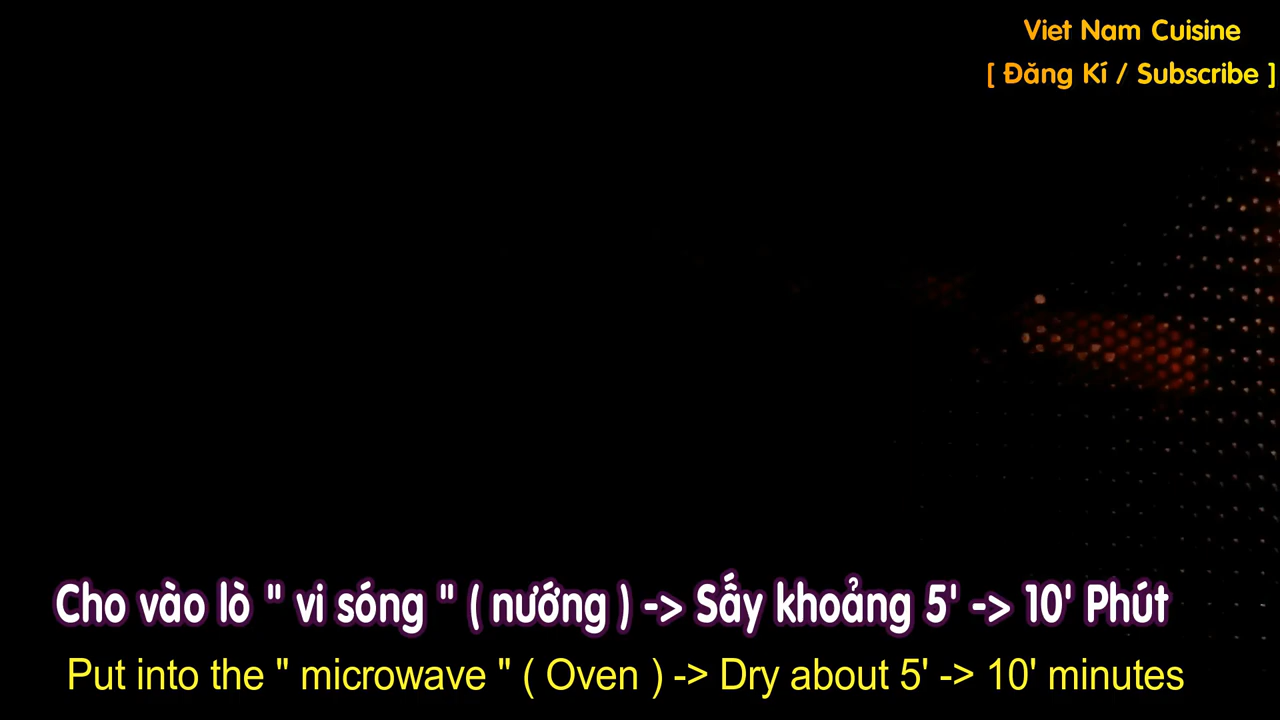 Viet Nam Cuisine
[ Đăng Kí / Subscribe ]
Cho vào lò " vi sóng " ( nướng ) -> Sấy khoảng 5' -> 10' Phút
Put into the " microwave " ( Oven ) -> Dry about 5' -> 10' minutes